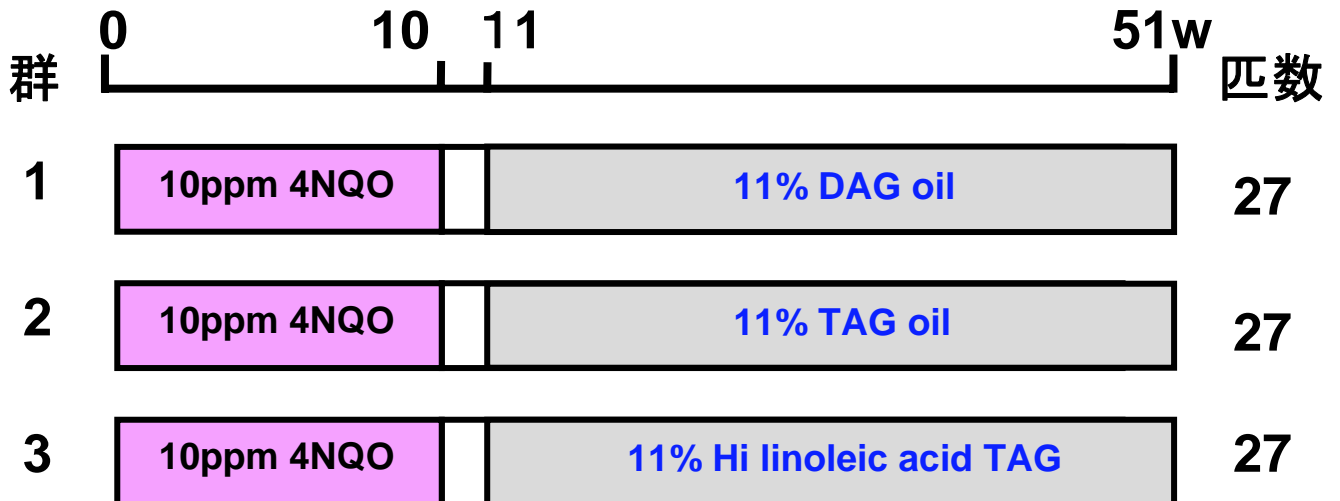 0 10 11 51w
群 匹数
1 10ppm 4NQO 11% DAG oil 27
2 10ppm 4NQO 11% TAG oil 27
3 10ppm 4NQO 11% Hi linoleic acid TAG 27